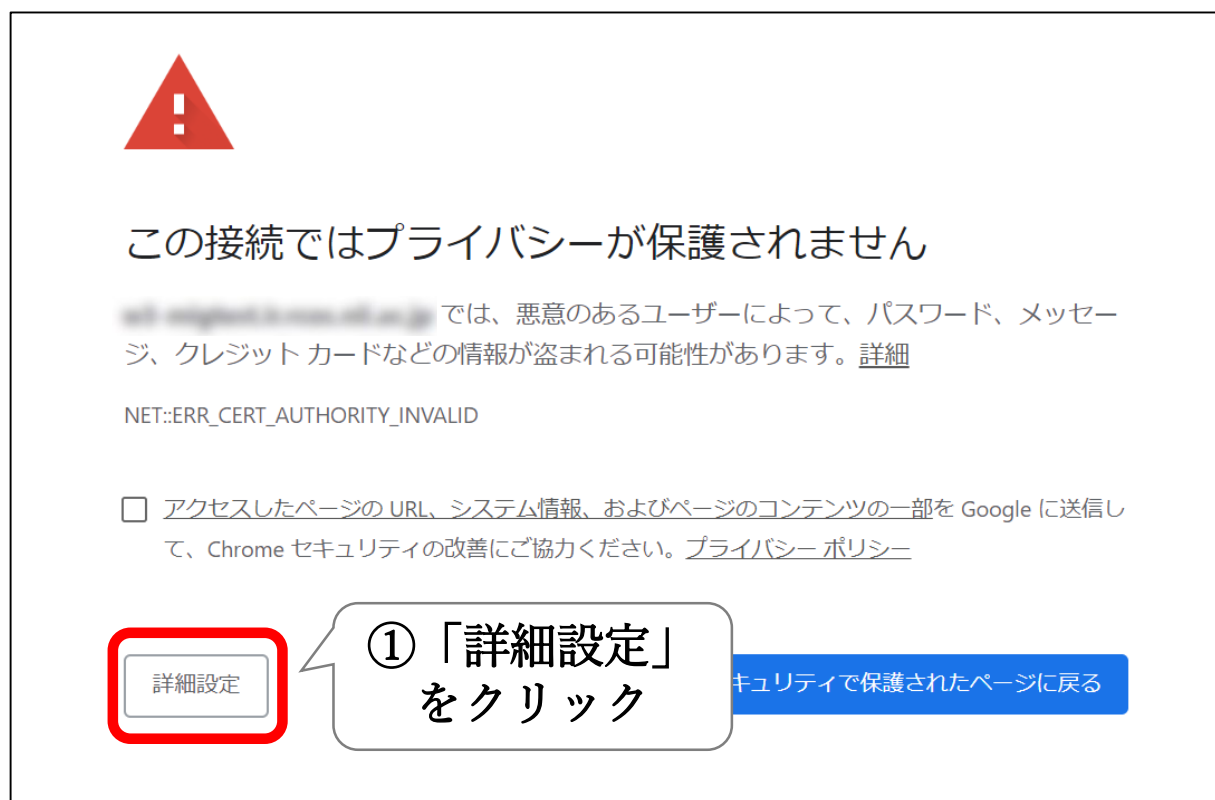 この接続ではプライバシーが保護されません
では、悪意のあるユーザーによって、パスワード、メッセー
ジ、クレジット カードなどの情報が盗まれる可能性があります。詳細
NET::ERR_CERT_AUTHORITY_INVALID
アクセスしたページの URL、システム情報、およびページのコンテンツの一部を Google に送信し
て、Chrome セキュリティの改善にご協力ください。プライバシー ポリシー
詳細設定
①「詳細設定」
をクリック
キュリティで保護されたページに戻る